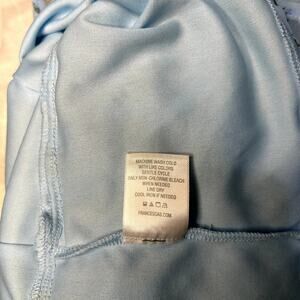 MACHINE WASH COLD
WITH LIKE COLORS
GENTLE CYCLE
ONLY NON-CHLORINE BLEACH
WHEN NEEDED
LINE DRY
COOL IRON IF NEEDED
FRANCESCAS.COM